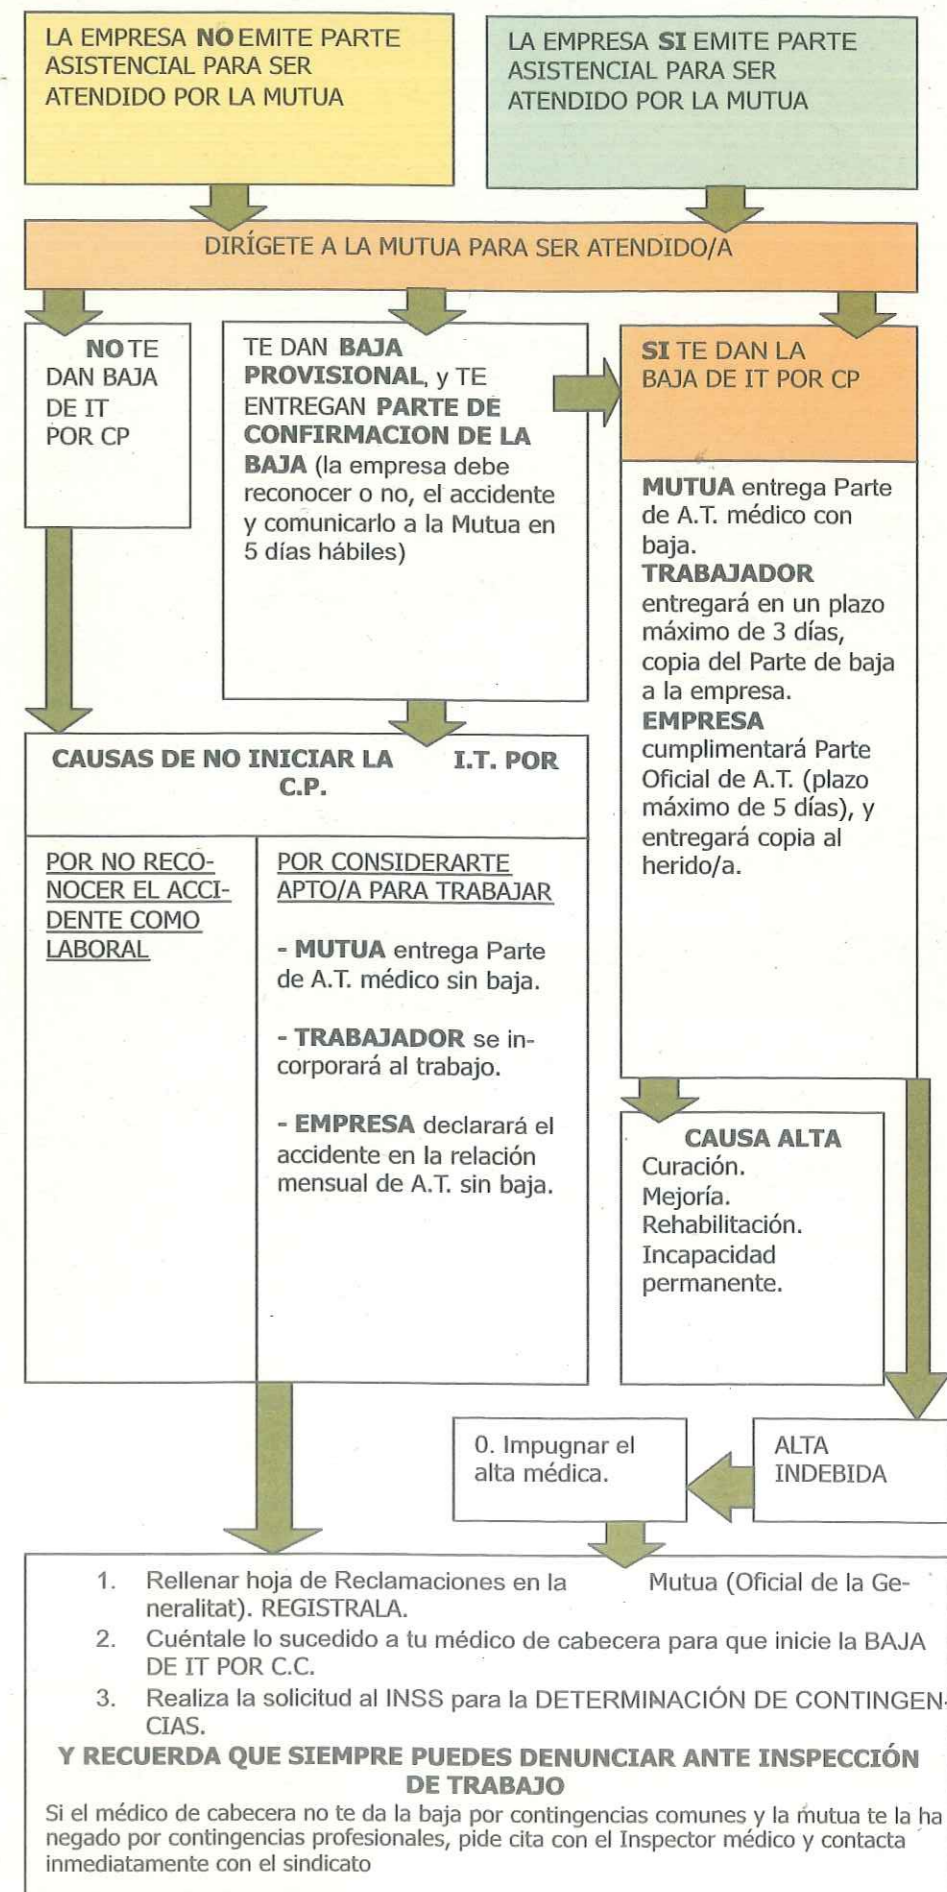 LA EMPRESA NO EMITE PARTE
ASISTENCIAL PARA SER
ATENDIDO POR LA MUTUA
LA EMPRESA SI EMITE PARTE
ASISTENCIAL PARA SER
ATENDIDO POR LA MUTUA
DIRÍGETE A LA MUTUA PARA SER ATENDIDO/A
NO TE
DAN BAJA
DE IT
POR CP
TE DAN BAJA
PROVISIONAL, y TE
ENTREGAN PARTE DE
CONFIRMACION DE LA
BAJA (la empresa debe
reconocer o no, el accidente
y comunicarlo a la Mutua en
5 días hábiles)
SI TE DAN LA
BAJA DE IT POR CP
MUTUA entrega Parte
de A.T. médico con
baja.
TRABAJADOR
entregará en un plazo
máximo de 3 días,
copia del Parte de baja
a la empresa.
EMPRESA
cumplimentará Parte
Oficial de A.T. (plazo
máximo de 5 días), y
entregará copia al
herido/a.
CAUSAS DE NO INICIAR LA I.T. POR
C.P.
POR NO RECO-
NOCER EL ACCI-
DENTE COMO
LABORAL
POR CONSIDERARTE
APTO/A PARA TRABAJAR
- MUTUA entrega Parte
de A.T. médico sin baja.
- TRABAJADOR se in-
corporará al trabajo.
- EMPRESA declarará el
accidente en la relación
mensual de A.T. sin baja.
CAUSA ALTA
Curación.
Mejoría.
Rehabilitación.
Incapacidad
permanente.
0. Impugnar el
alta médica.
ALTA
INDEBIDA
1. Rellenar hoja de Reclamaciones en la Mutua (Oficial de la Ge-
neralitat). REGISTRALA.
2. Cuéntale lo sucedido a tu médico de cabecera para que inicie la BAJA
DE IT POR C.C.
3. Realiza la solicitud al INSS para la DETERMINACIÓN DE CONTINGEN-
CIAS.
Y RECUERDA QUE SIEMPRE PUEDES DENUNCIAR ANTE INSPECCIÓN
DE TRABAJO
Si el médico de cabecera no te da la baja por contingencias comunes y la mutua te la ha
negado por contingencias profesionales, pide cita con el Inspector médico y contacta
inmediatamente con el sindicato